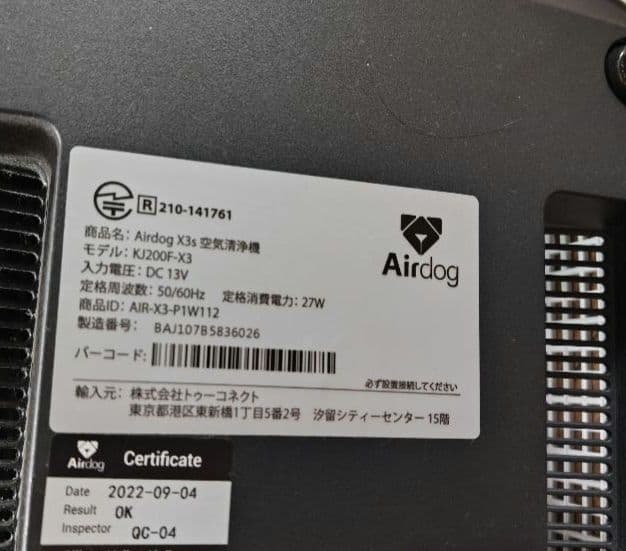 R 210-141761
Airdog
商品名: Airdog X3s 空気清浄機
モデル: KJ200F-X3
入力電圧: DC 13V
定格周波数: 50/60Hz 定格消費電力: 27W
商品ID: AIR-X3-P1W112
製造番号: BAJ107B5836026
バーコード:
必ず設置接続してください
輸入元: 株式会社トゥーコネクト
東京都港区東新橋1丁目5番2号 汐留シティーセンター 15階
Airdog Certificate
Date 2022-09-04
Result OK
Inspector QC-04